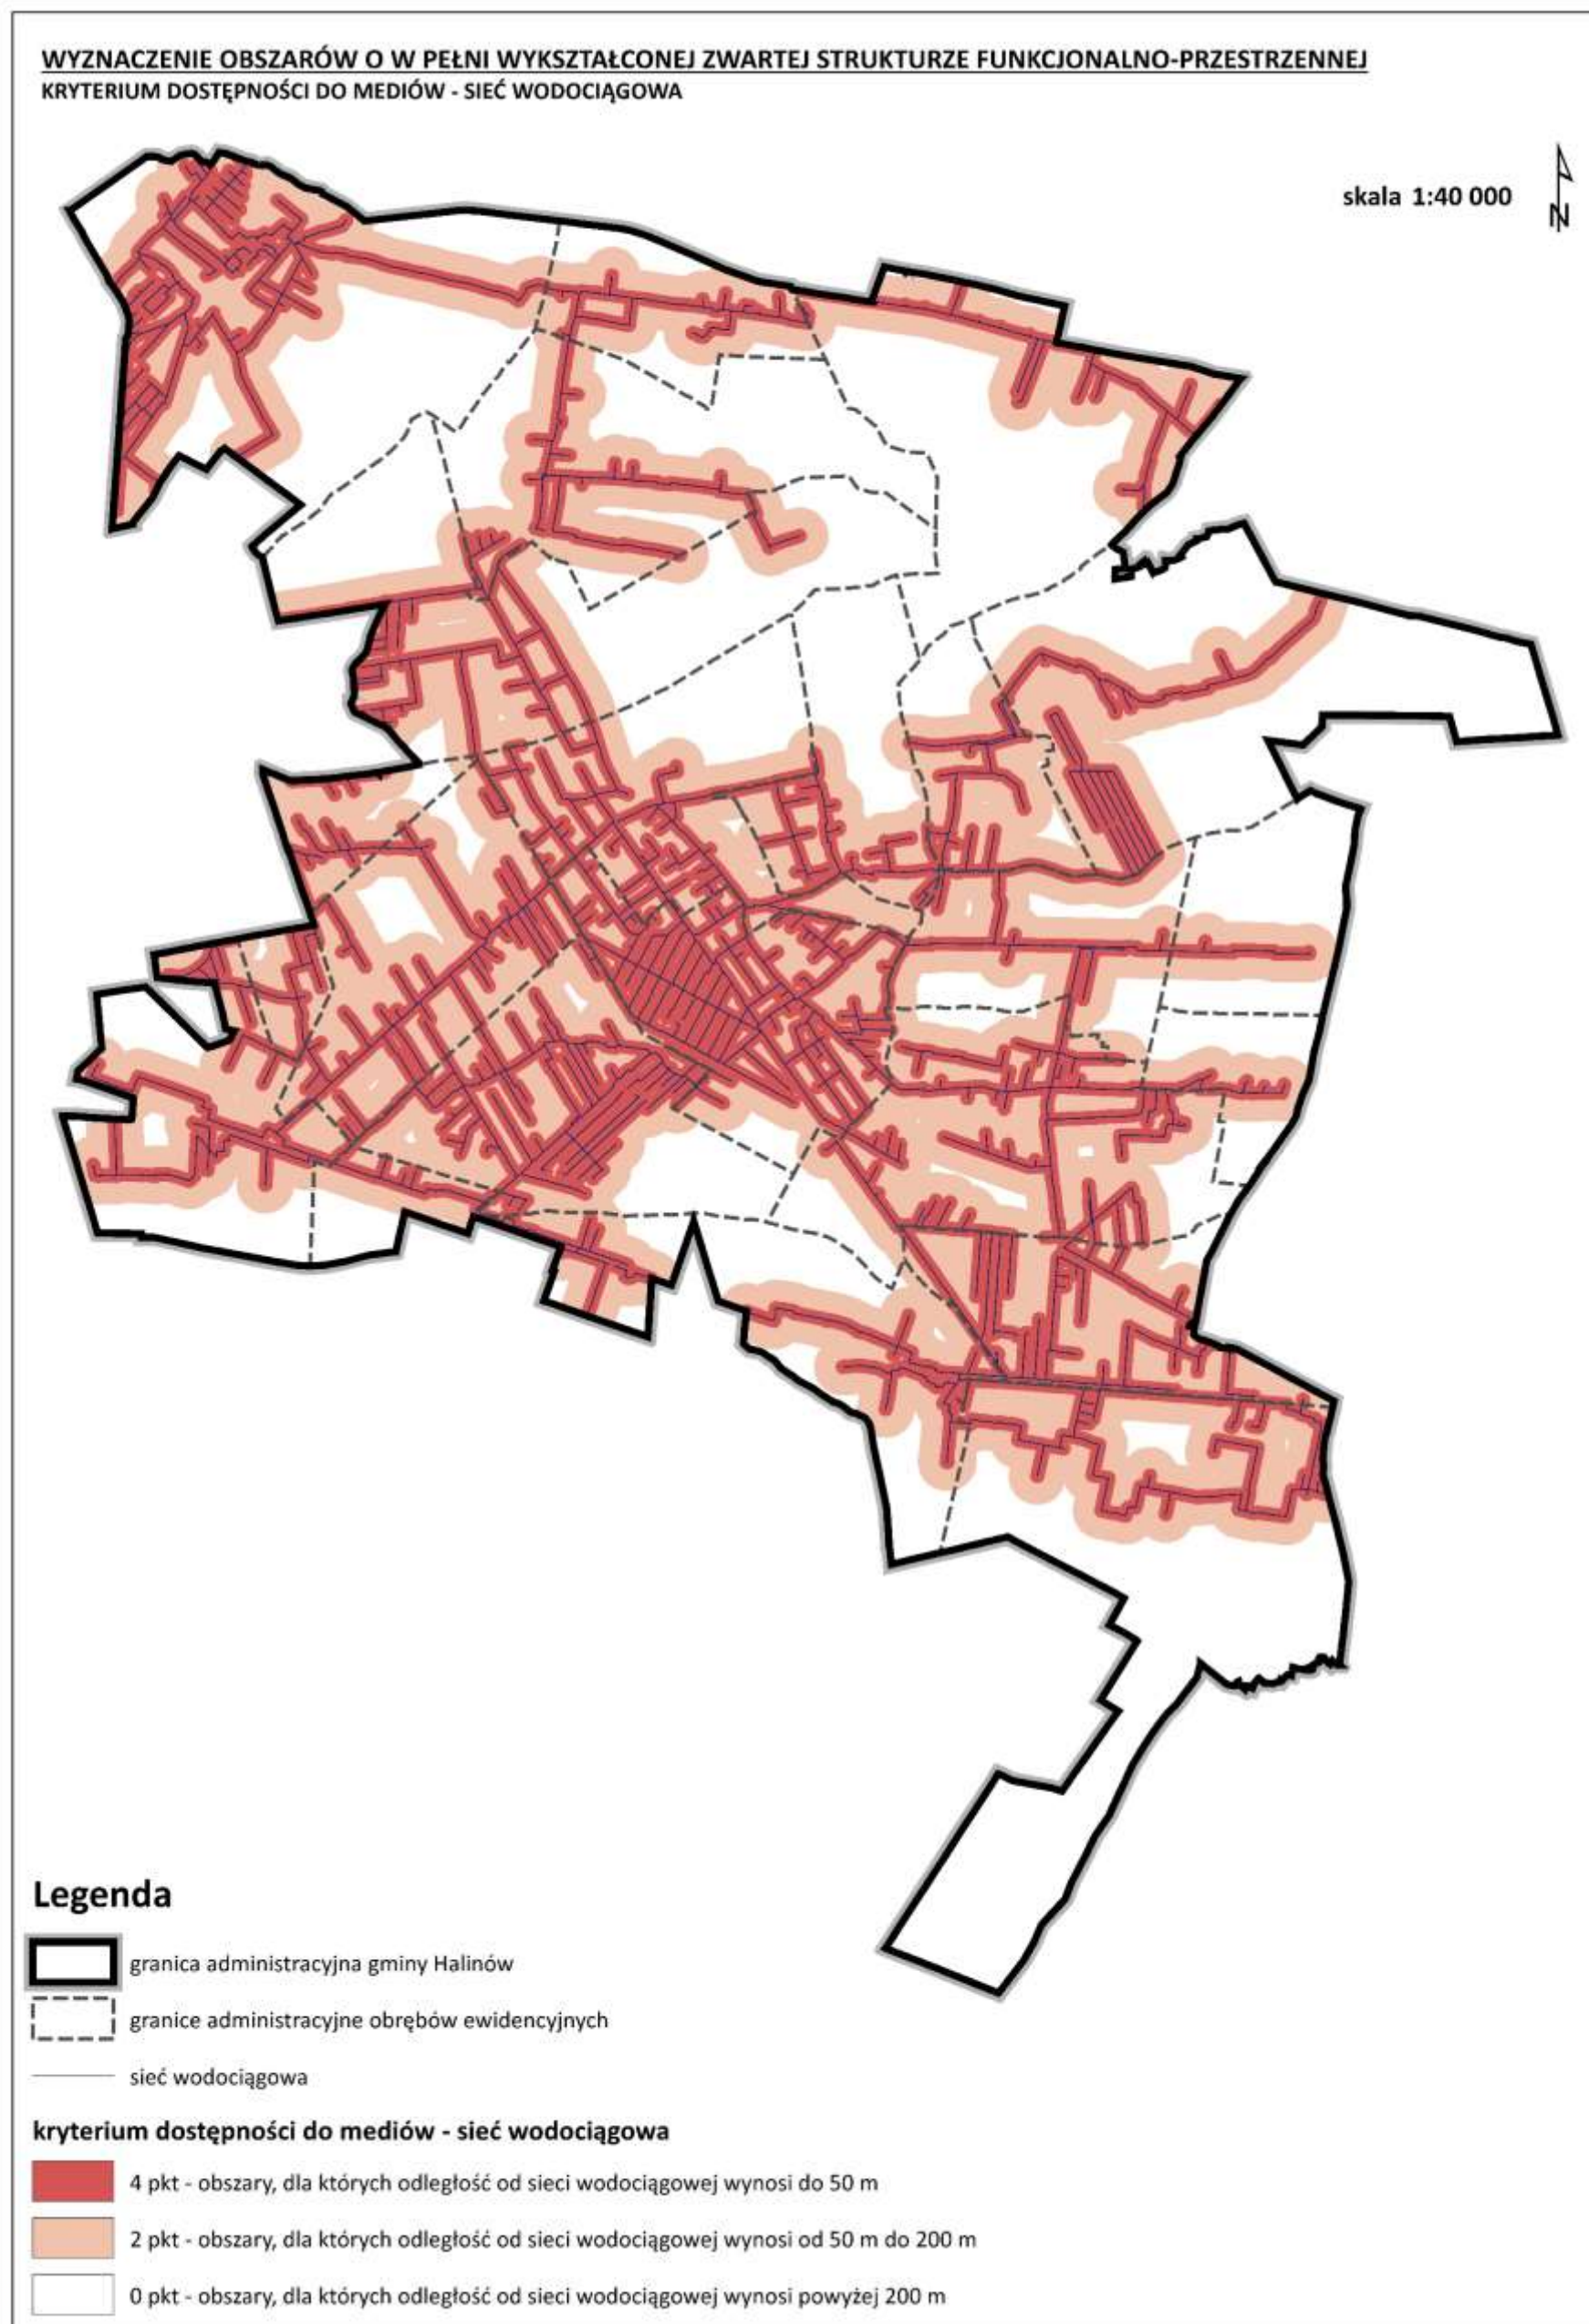 WYZNACZENIE OBSZARÓW O W PEŁNI WYKSZTAŁCONEJ ZWARTEJ STRUKTURZE FUNKCJONALNO-PRZESTRZENNEJ
KRYTERIUM DOSTĘPNOŚCI DO MEDIÓW - SIEĆ WODOCIĄGOWA
skala 1:40 000
N
Legenda
granica administracyjna gminy Halinów
granice administracyjne obrębów ewidencyjnych
sieć wodociągowa
kryterium dostępności do mediów - sieć wodociągowa
4 pkt - obszary, dla których odległość od sieci wodociągowej wynosi do 50 m
2 pkt - obszary, dla których odległość od sieci wodociągowej wynosi od 50 m do 200 m
0 pkt - obszary, dla których odległość od sieci wodociągowej wynosi powyżej 200 m